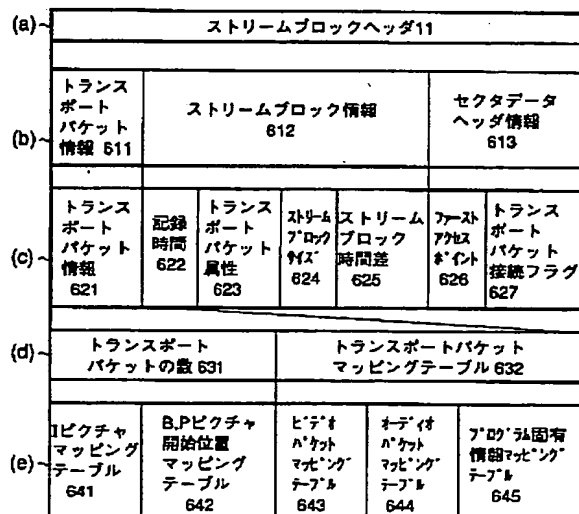 (a)
ストリームブロックヘッダ11
(b)
トランス
ポート
パケット
情報 611
ストリームブロック情報
612
セクタデータ
ヘッダ情報
613
(c)
トランス
ポート
パケット
情報
621
記録
時間
622
トランス
ポート
パケット
属性
623
ストリーム
ブロック
サイズ
624
ストリーム
ブロック
時間差
625
ファースト
アクセス
ポイント
626
トランス
ポート
パケット
接続フラグ
627
(d)
トランスポート
パケットの数 631
トランスポートパケット
マッピングテーブル 632
(e)
Iピクチャ
マッピング
テーブル
641
B,Pピクチャ
開始位置
マッピング
テーブル
642
ビデオ
パケット
マッピング
テーブル
643
オーディオ
パケット
マッピング
テーブル
644
プログラム固有
情報マッピング
テーブル
645